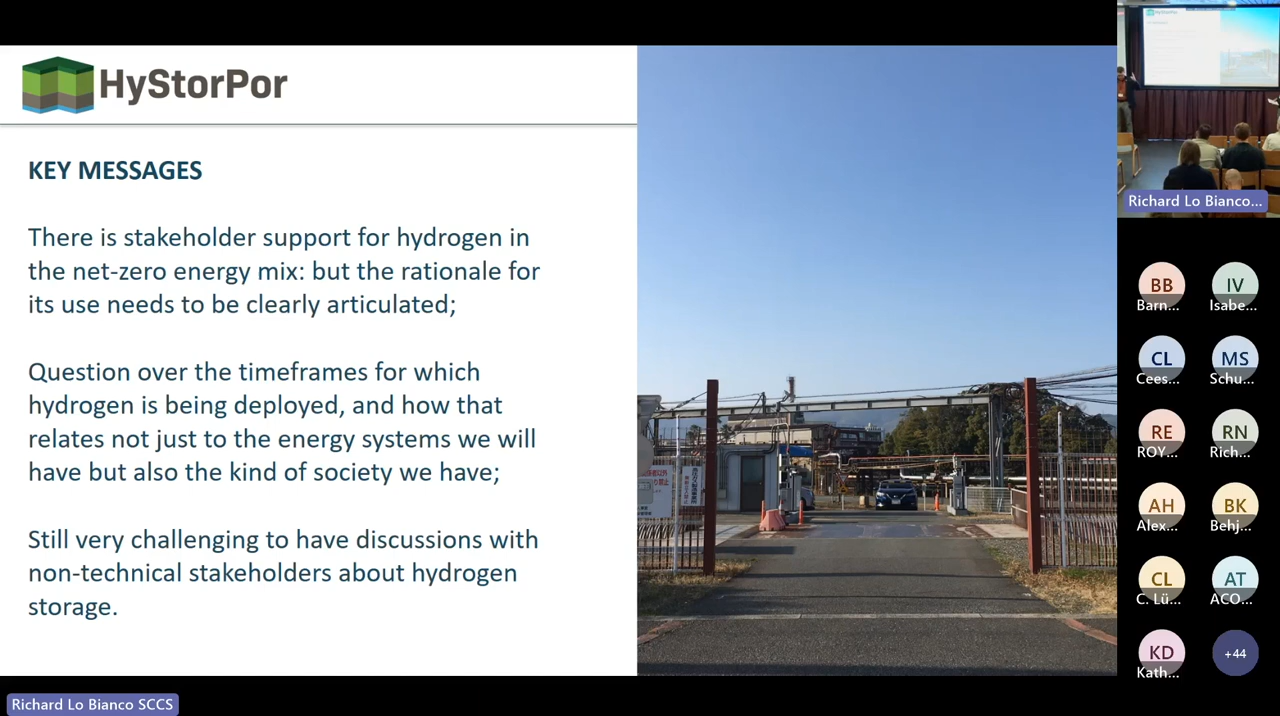 HyStorPor
KEY MESSAGES
There is stakeholder support for hydrogen in
the net-zero energy mix: but the rationale for
its use needs to be clearly articulated;
Question over the timeframes for which
hydrogen is being deployed, and how that
relates not just to the energy systems we will
have but also the kind of society we have;
Still very challenging to have discussions with
non-technical stakeholders about hydrogen
storage.
Richard Lo Bianco SCCS
Richard Lo Bianco...
BB
Barn...
IV
Isabe...
CL
Cees...
MS
Schu...
RE
ROY...
RN
Rich...
AH
Alex...
BK
Behj...
CL
C. Lü...
AT
ACO...
KD
Kath...
+44